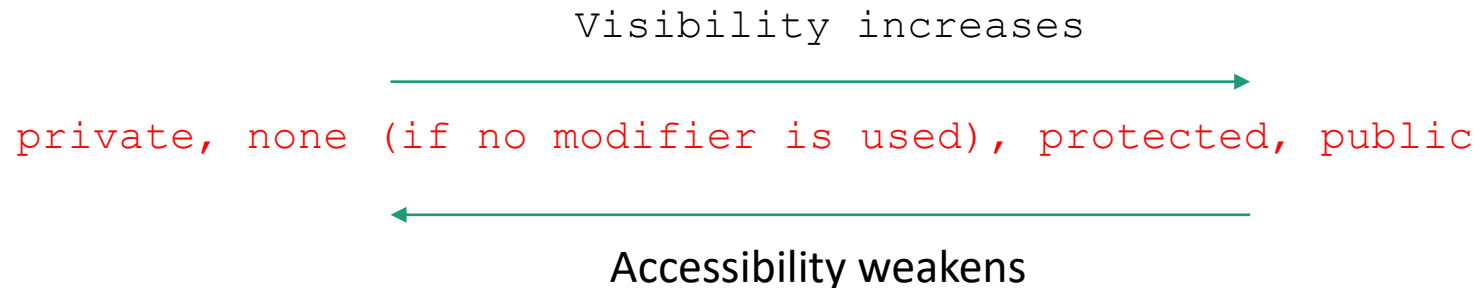 Visibility increases
private, none (if no modifier is used), protected, public
Accessibility weakens